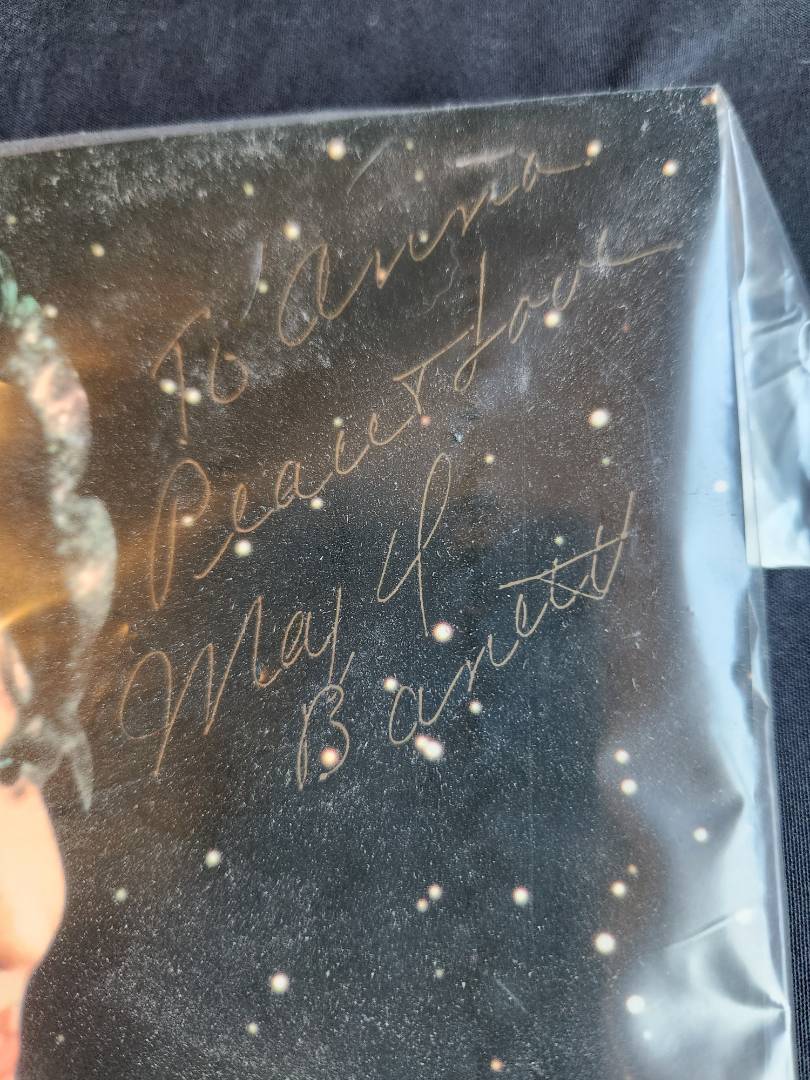 To Anna
Peace + Love
Majel
Barrett